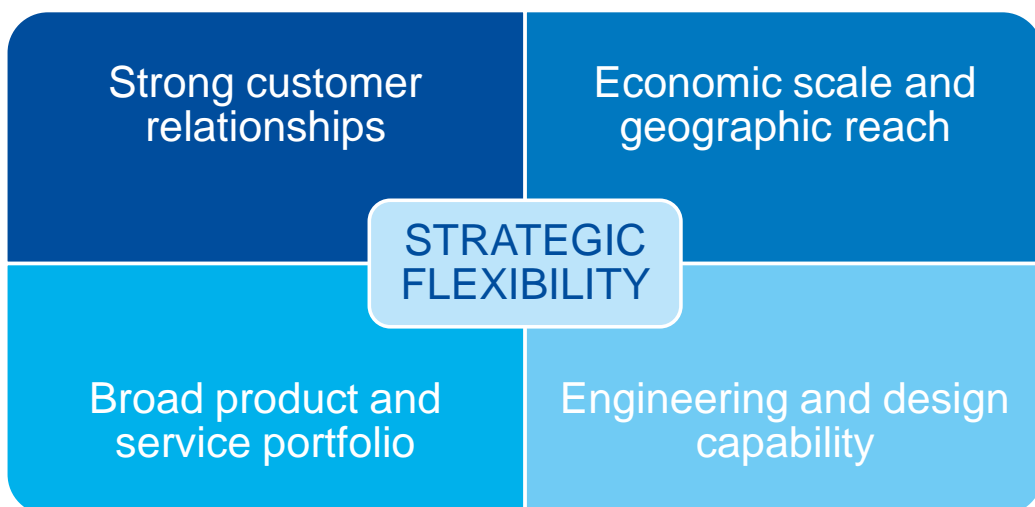 Strong customer
relationships
Economic scale and
geographic reach
STRATEGIC
FLEXIBILITY
Broad product and
service portfolio
Engineering and design
capability